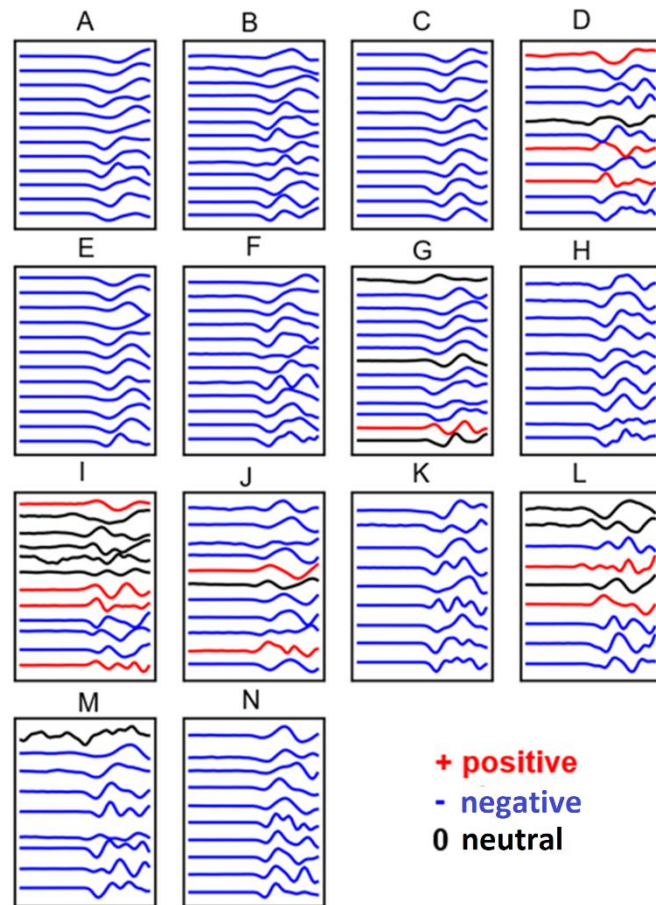 A B C D
E F G H
I J K L
M N
+ positive
- negative
0 neutral